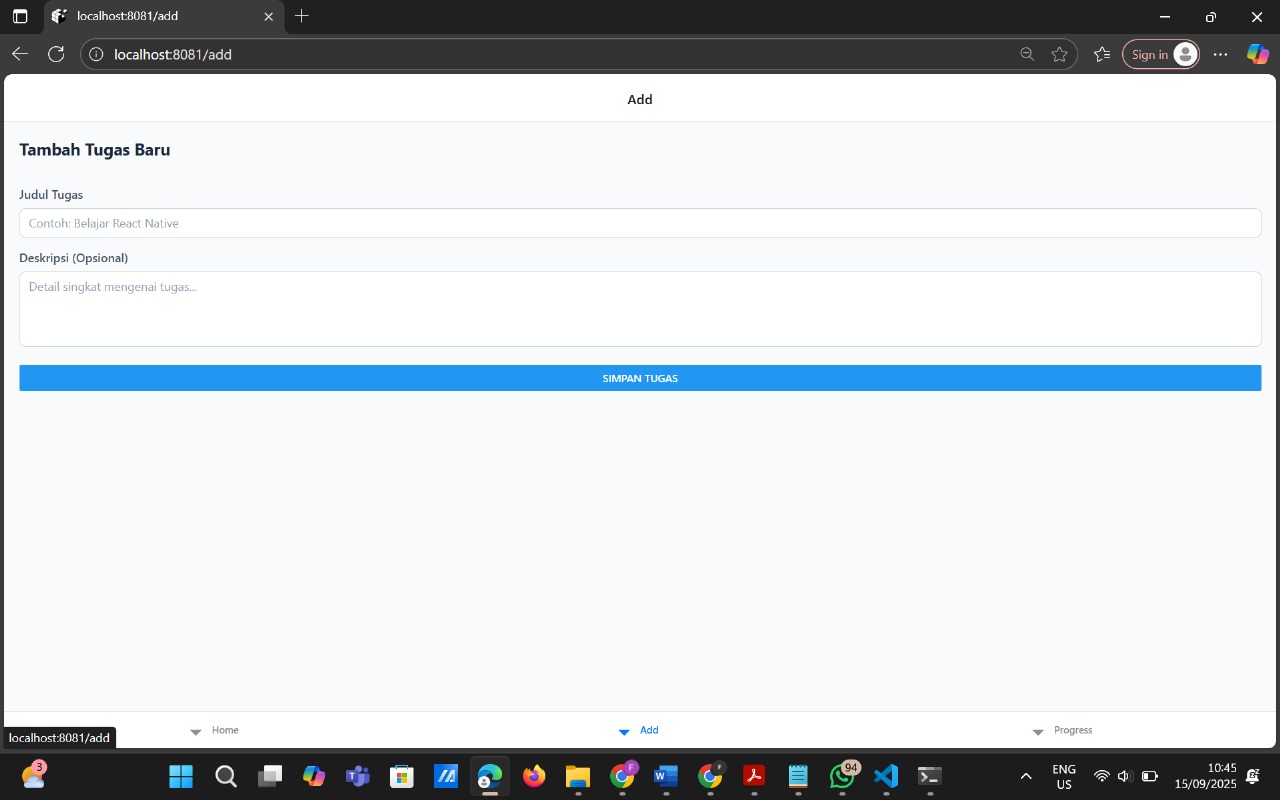 localhost:8081/add
localhost:8081/add
Sign in
Add
Tambah Tugas Baru
Judul Tugas
Contoh: Belajar React Native
Deskripsi (Opsional)
Detail singkat mengenai tugas...
SIMPAN TUGAS
localhost:8081/add
Home
Add
Progress
3
F
94
ENG
US
10:45
15/09/2025